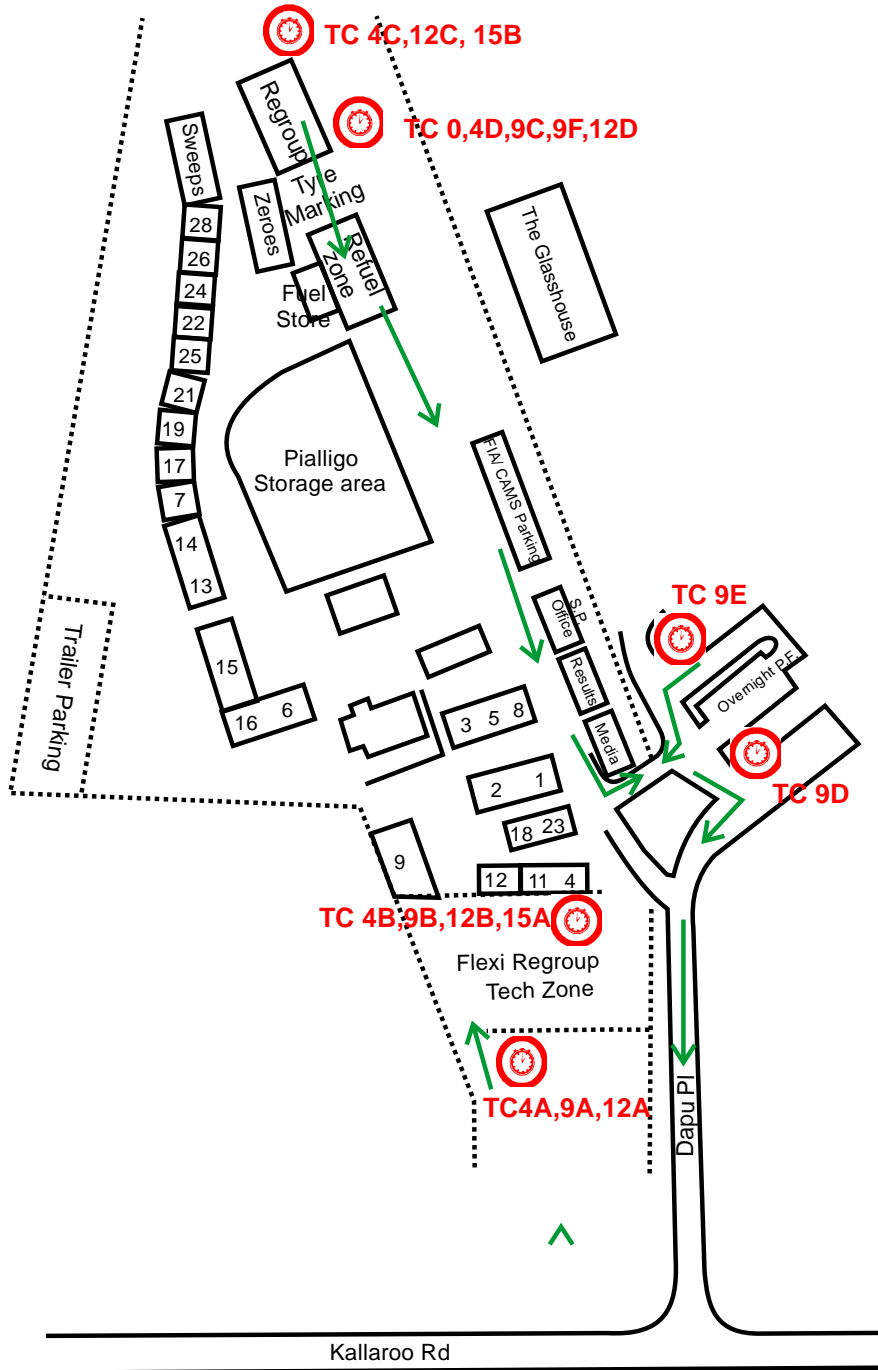 TC 4C,12C, 15B
Regroup
TC 0,4D,9C,9F,12D
Sweeps
Tyre
Marking
Zeroes
Refuel
zone
28
26
24
22
25
21
19
17
7
14
13
Fuel
Store
The Glasshouse
Pialligo
Storage area
FIA/ CAMS Parking
S.P.
Office
Results
Media
TC 9E
Overnight P.F.
TC 9D
Trailer Parking
15
16 6
3 5 8
2 1
18 23
9
12 11 4
TC 4B,9B,12B,15A
Flexi Regroup
Tech Zone
TC4A,9A,12A
Dapu Pl
Kallaroo Rd